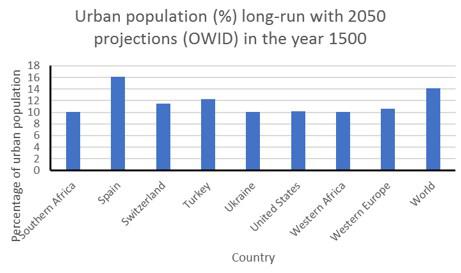 Urban population (%) long-run with 2050
projections (OWID) in the year 1500
Percentage of urban population
18
16
14
12
10
8
6
4
2
0
Southern Africa
Spain
Switzerland
Turkey
Ukraine
United States
Western Africa
Western Europe
World
Country